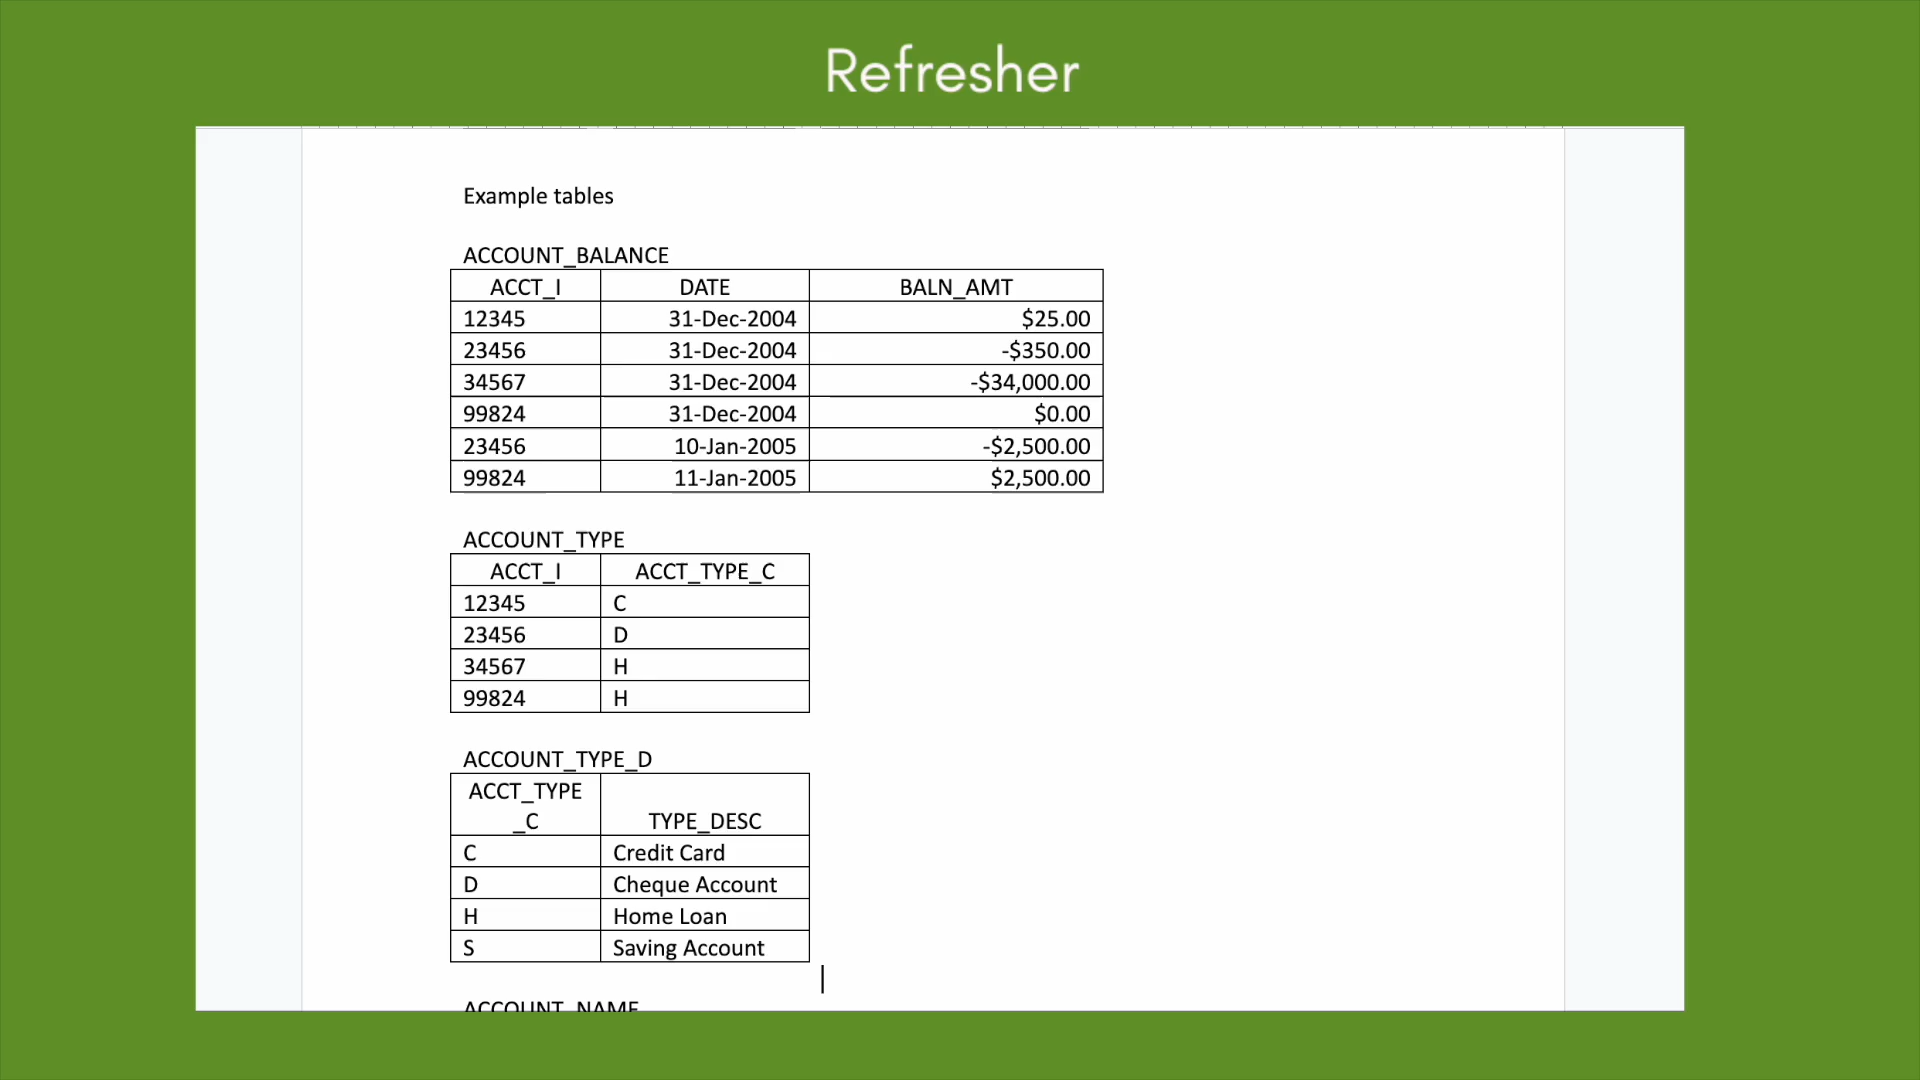 Refresher
Example tables
ACCOUNT_BALANCE
ACCT_I DATE BALN_AMT
12345 31-Dec-2004 $25.00
23456 31-Dec-2004 -$350.00
34567 31-Dec-2004 -$34,000.00
99824 31-Dec-2004 $0.00
23456 10-Jan-2005 -$2,500.00
99824 11-Jan-2005 $2,500.00
ACCOUNT_TYPE
ACCT_I ACCT_TYPE_C
12345 C
23456 D
34567 H
99824 H
ACCOUNT_TYPE_D
ACCT_TYPE
_C TYPE_DESC
C Credit Card
D Cheque Account
H Home Loan
S Saving Account
ACCOUNT_NAME